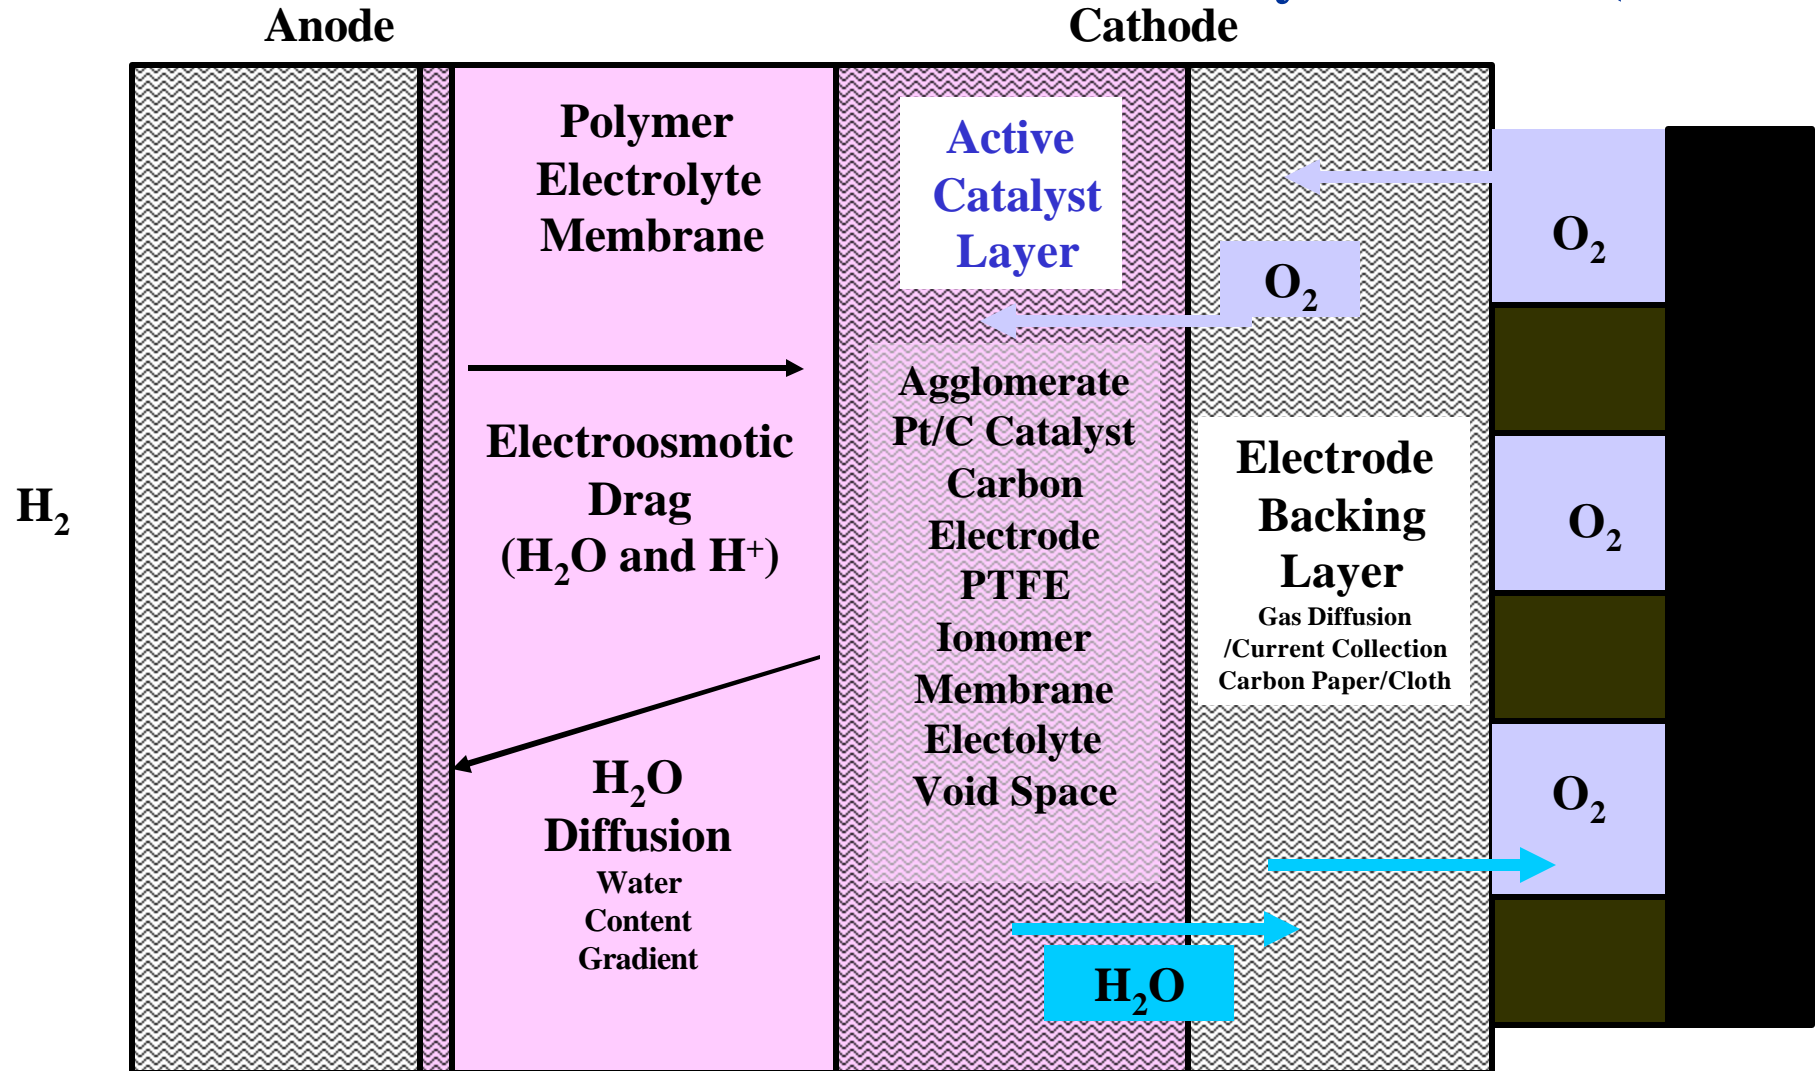 Anode
Cathode
H₂
Polymer
Electrolyte
Membrane
Electroosmotic
Drag
(H₂O and H⁺)
H₂O
Diffusion
Water
Content
Gradient
Active
Catalyst
Layer
Agglomerate
Pt/C Catalyst
Carbon
Electrode
PTFE
Ionomer
Membrane
Electolyte
Void Space
H₂O
O₂
Electrode
Backing
Layer
Gas Diffusion
/Current Collection
Carbon Paper/Cloth
O₂
O₂
O₂